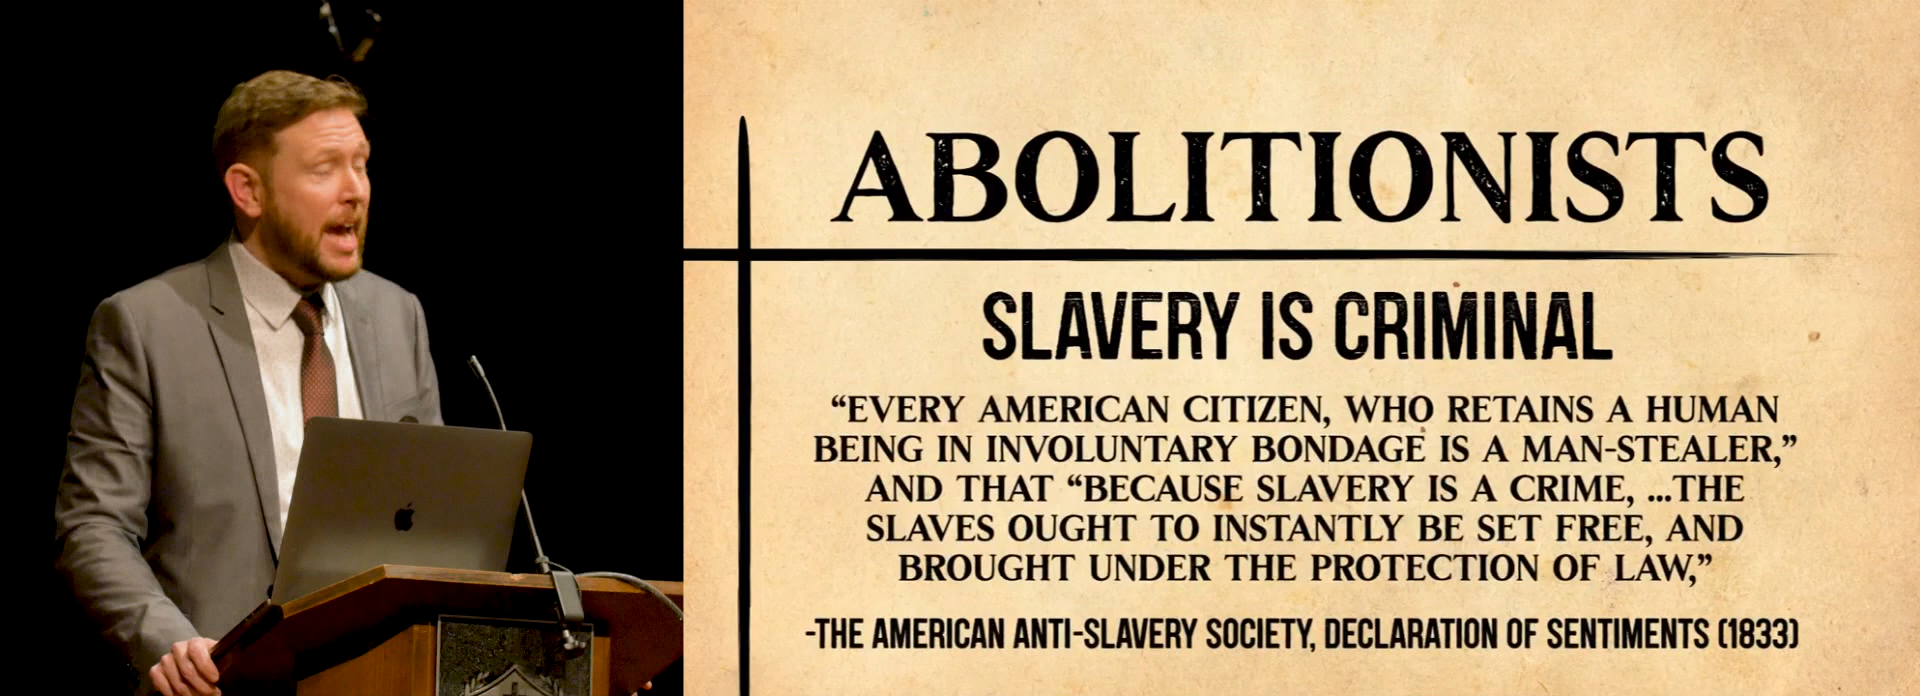 ABOLITIONISTS
SLAVERY IS CRIMINAL
“EVERY AMERICAN CITIZEN, WHO RETAINS A HUMAN
BEING IN INVOLUNTARY BONDAGE IS A MAN-STEALER,”
AND THAT “BECAUSE SLAVERY IS A CRIME, ...THE
SLAVES OUGHT TO INSTANTLY BE SET FREE, AND
BROUGHT UNDER THE PROTECTION OF LAW,”
-THE AMERICAN ANTI-SLAVERY SOCIETY, DECLARATION OF SENTIMENTS (1833)